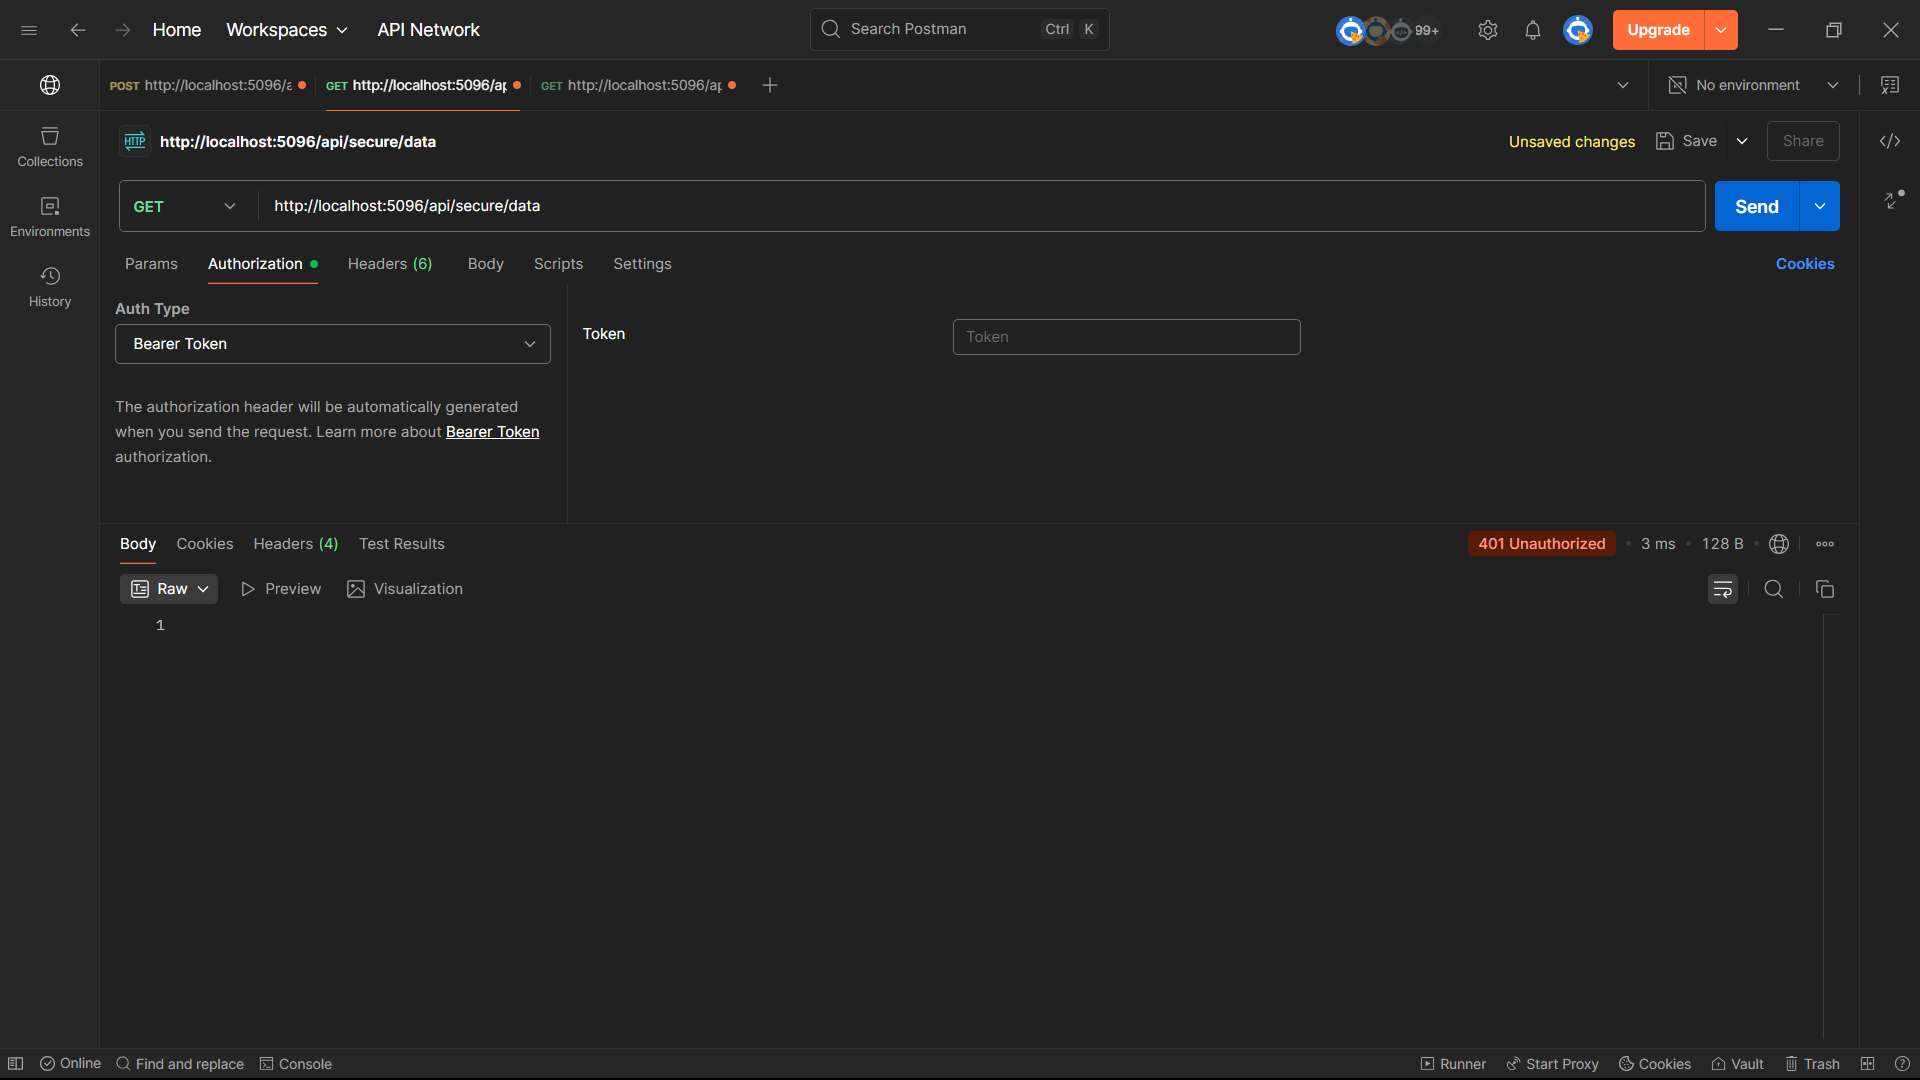 Home Workspaces API Network Search Postman Ctrl K 99+ Upgrade
POST http://localhost:5096/a GET http://localhost:5096/ap GET http://localhost:5096/ap No environment
HTTP http://localhost:5096/api/secure/data Unsaved changes Save Share
Collections
Environments
History
GET http://localhost:5096/api/secure/data Send
Params Authorization Headers (6) Body Scripts Settings Cookies
Auth Type
Bearer Token
Token Token
The authorization header will be automatically generated
when you send the request. Learn more about Bearer Token
authorization.
Body Cookies Headers (4) Test Results 401 Unauthorized • 3 ms • 128 B •
Raw Preview Visualization
1
Online Find and replace Console Runner Start Proxy Cookies Vault Trash